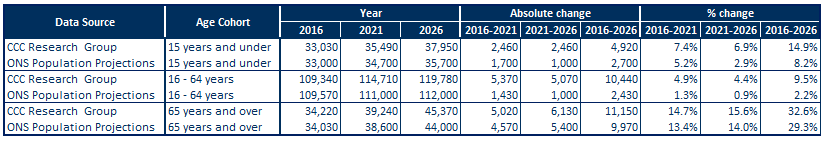 Data Source Age Cohort Year Absolute change % change
2016 2021 2026 2016-2021 2021-2026 2016-2026 2016-2021 2021-2026 2016-2026
CCC Research Group 15 years and under 33,030 35,490 37,950 2,460 2,460 4,920 7.4% 6.9% 14.9%
ONS Population Projections 15 years and under 33,000 34,700 35,700 1,700 1,000 2,700 5.2% 2.9% 8.2%
CCC Research Group 16 - 64 years 109,340 114,710 119,780 5,370 5,070 10,440 4.9% 4.4% 9.5%
ONS Population Projections 16 - 64 years 109,570 111,000 112,000 1,430 1,000 2,430 1.3% 0.9% 2.2%
CCC Research Group 65 years and over 34,220 39,240 45,370 5,020 6,130 11,150 14.7% 15.6% 32.6%
ONS Population Projections 65 years and over 34,030 38,600 44,000 4,570 5,400 9,970 13.4% 14.0% 29.3%